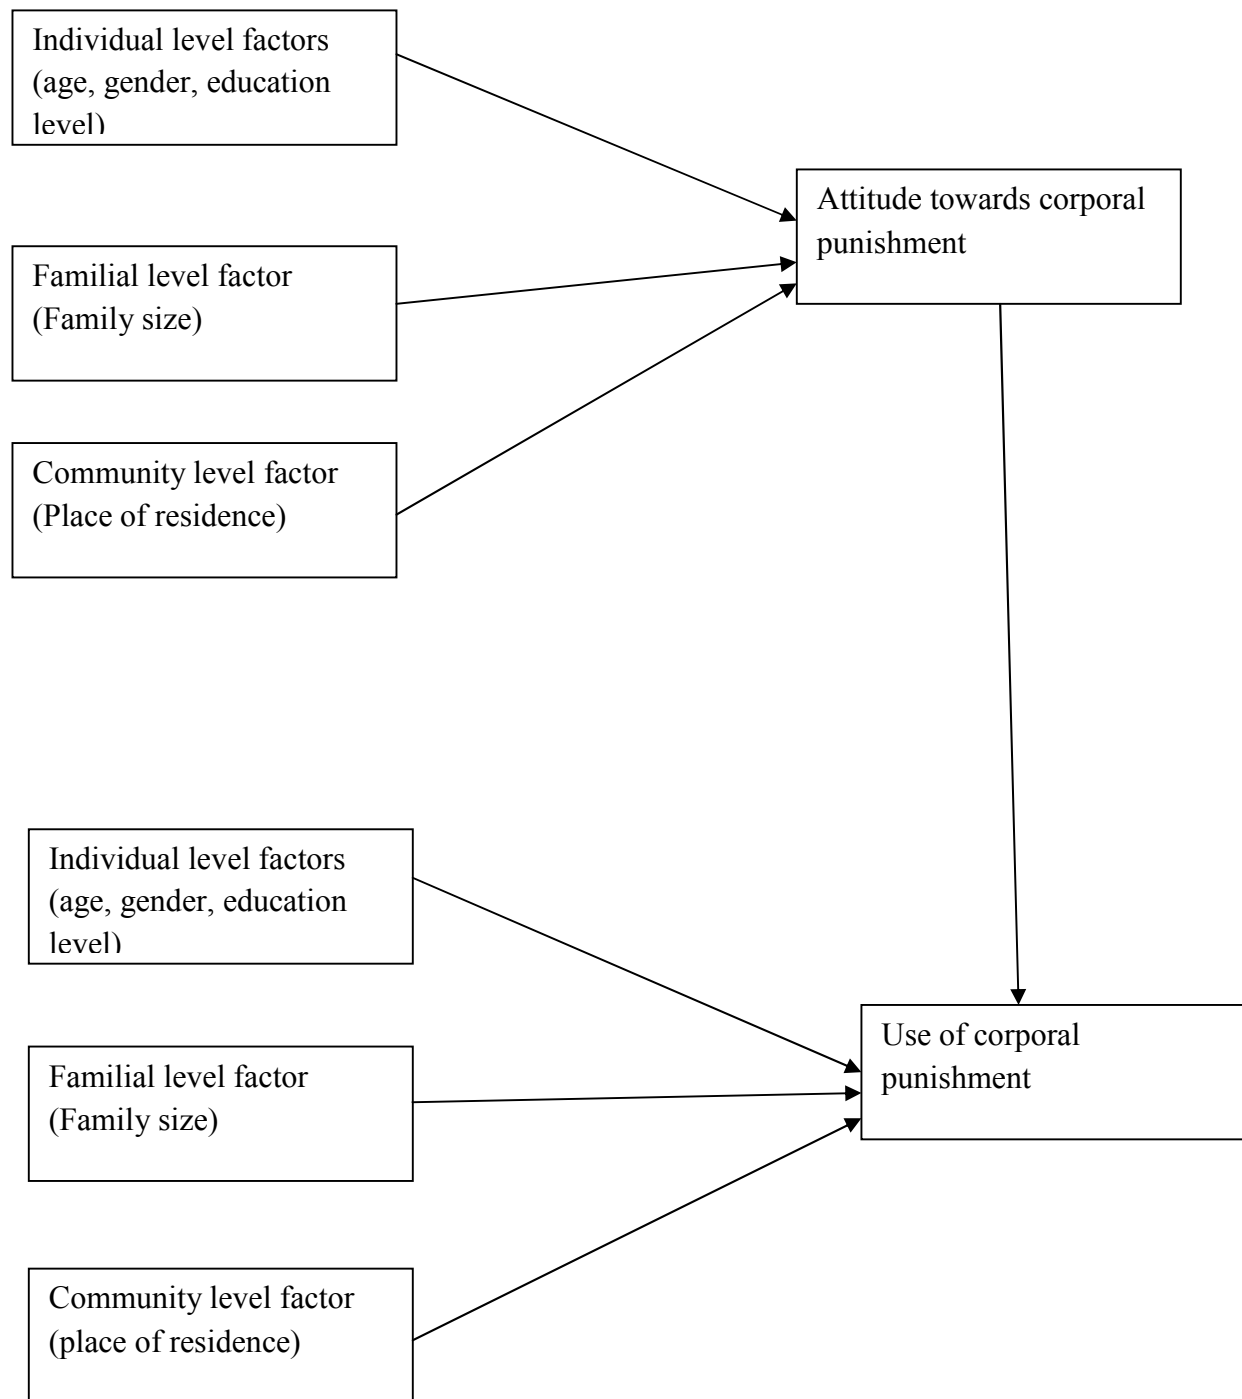 Individual level factors
(age, gender, education
level)
Attitude towards corporal
punishment
Familial level factor
(Family size)
Community level factor
(Place of residence)
Individual level factors
(age, gender, education
level)
Use of corporal
punishment
Familial level factor
(Family size)
Community level factor
(place of residence)